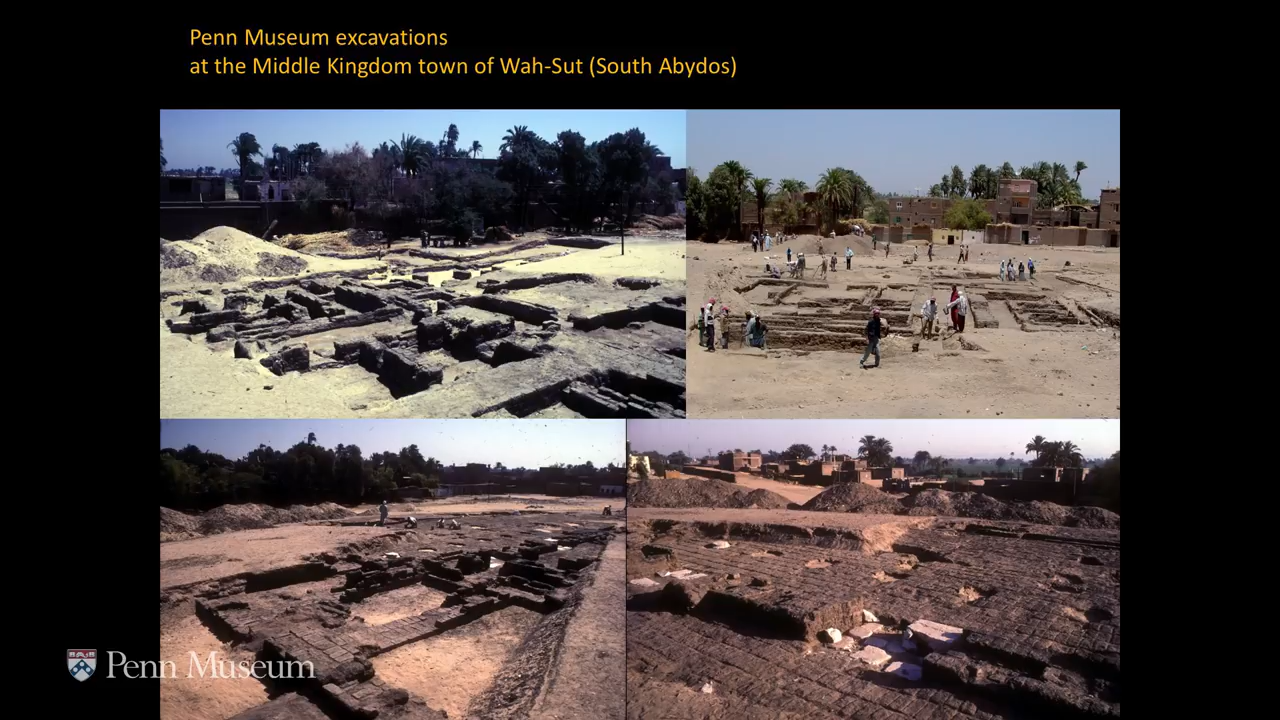 Penn Museum excavations
at the Middle Kingdom town of Wah-Sut (South Abydos)
Penn Museum